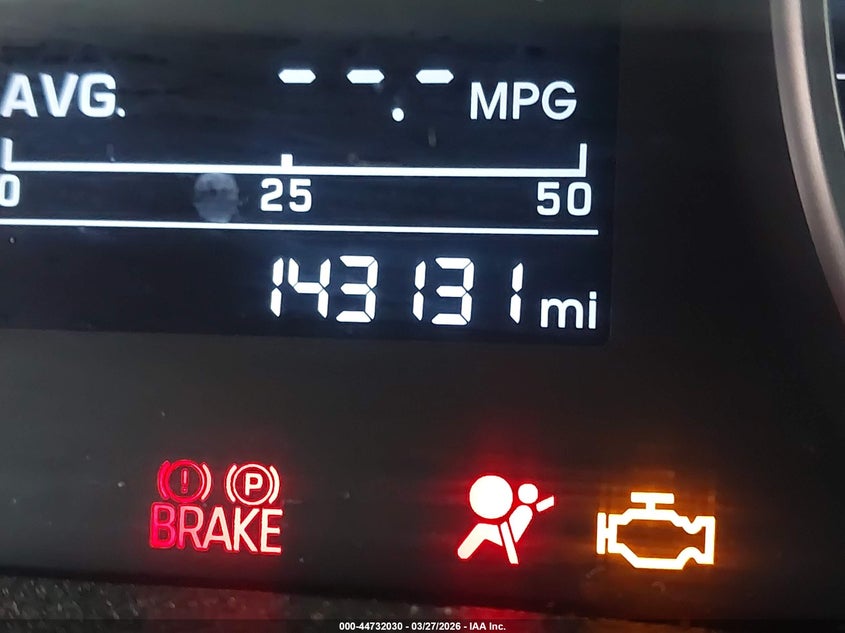 AVG. --.- MPG
0 25 50
143131 mi
! P
BRAKE
000-44732030 - 03/27/2026 - IAA Inc.